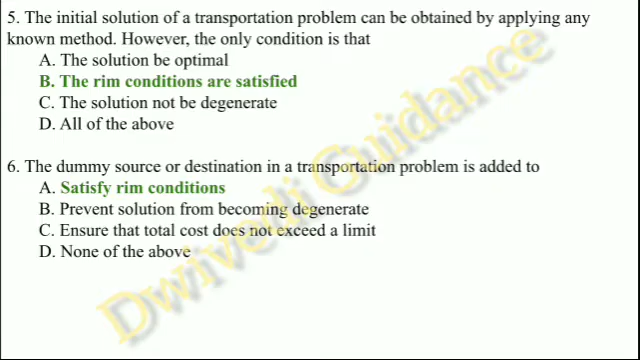 5. The initial solution of a transportation problem can be obtained by applying any
known method. However, the only condition is that
A. The solution be optimal
B. The rim conditions are satisfied
C. The solution not be degenerate
D. All of the above
6. The dummy source or destination in a transportation problem is added to
A. Satisfy rim conditions
B. Prevent solution from becoming degenerate
C. Ensure that total cost does not exceed a limit
D. None of the above
Dwivedi Guidance